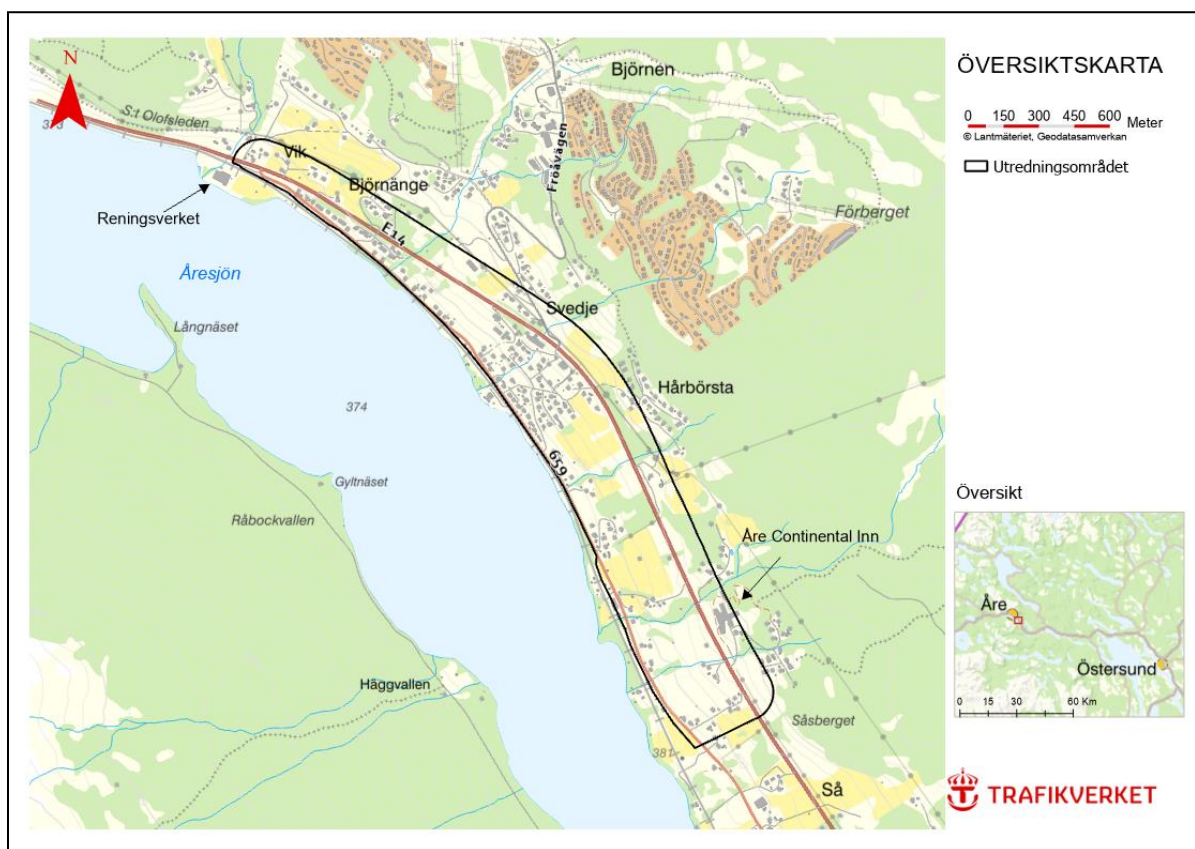 N
S:t Olofsleden
373
Björnen
Fröåvägen
Vik
Björnänge
Reningsverket
E14
Förberget
Åresjön
Svedje
Långnäset
Hårbörsta
374
659
Gyltnäset
Råbockvallen
Åre Continental Inn
Häggvallen
Såsberget
381
Så
ÖVERSIKTSKARTA
0 150 300 450 600 Meter
© Lantmäteriet, Geodatasamverkan
Utredningsområdet
Översikt
Åre
Östersund
0 15 30 60 Km
TRAFIKVERKET